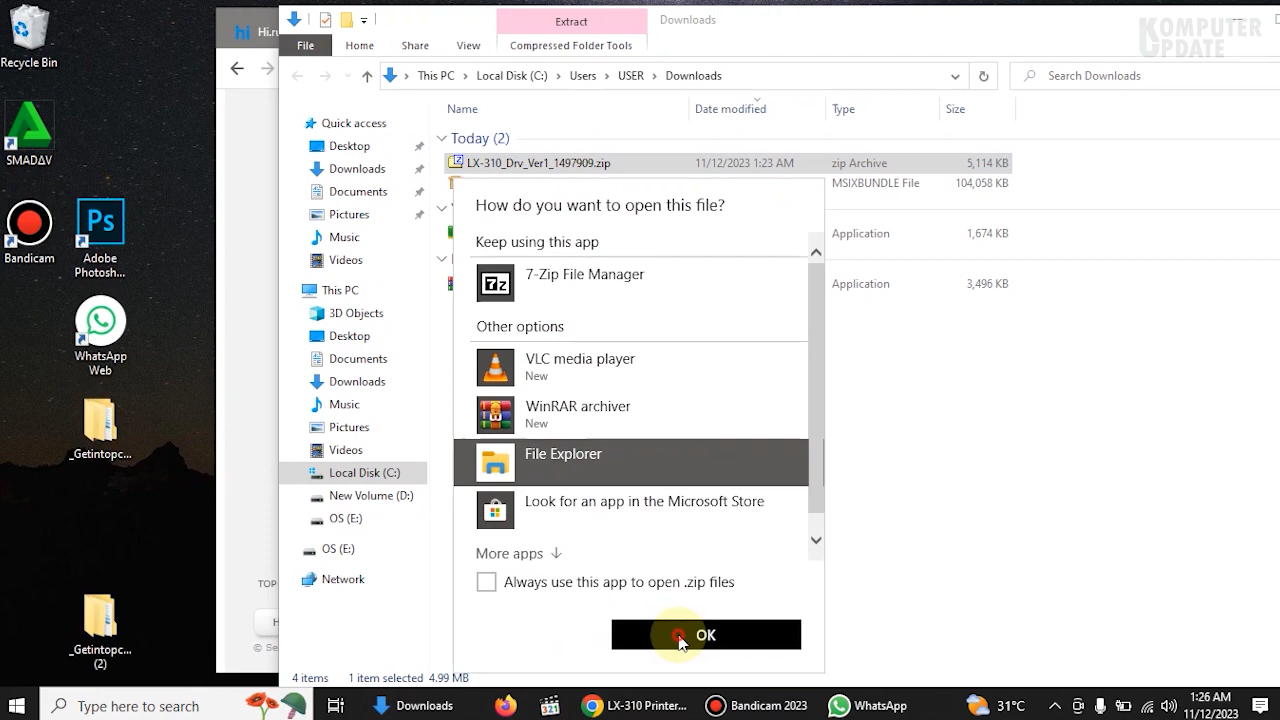 Recycle Bin
SMADΔV
Bandicam
Ps
Adobe
Photosh...
WhatsApp
Web
_Getintopc...
_Getintopc...
(2)
hi Hi.ru
TOP
H
© Se
Extract
Downloads
KOMPUTER
UPDATE
File
Home
Share
View
Compressed Folder Tools
This PC > Local Disk (C:) > Users > USER > Downloads
Search Downloads
Name
Date modified
Type
Size
Quick access
Desktop
Downloads
Documents
Pictures
Music
Videos
This PC
3D Objects
Desktop
Documents
Downloads
Music
Pictures
Videos
Local Disk (C:)
New Volume (D:)
OS (E:)
OS (E:)
Network
Today (2)
LX-310_Drv_Ver1_1497909.zip 11/12/2023 1:23 AM zip Archive 5,114 KB
MSIXBUNDLE File 104,058 KB
Application 1,674 KB
Application 3,496 KB
How do you want to open this file?
Keep using this app
7z
7-Zip File Manager
Other options
VLC media player
New
WinRAR archiver
New
File Explorer
Look for an app in the Microsoft Store
More apps ↓
Always use this app to open .zip files
OK
4 items 1 item selected 4.99 MB
Type here to search
Downloads
321
LX-310 Printer...
Bandicam 2023
WhatsApp
31°C
1:26 AM
11/12/2023